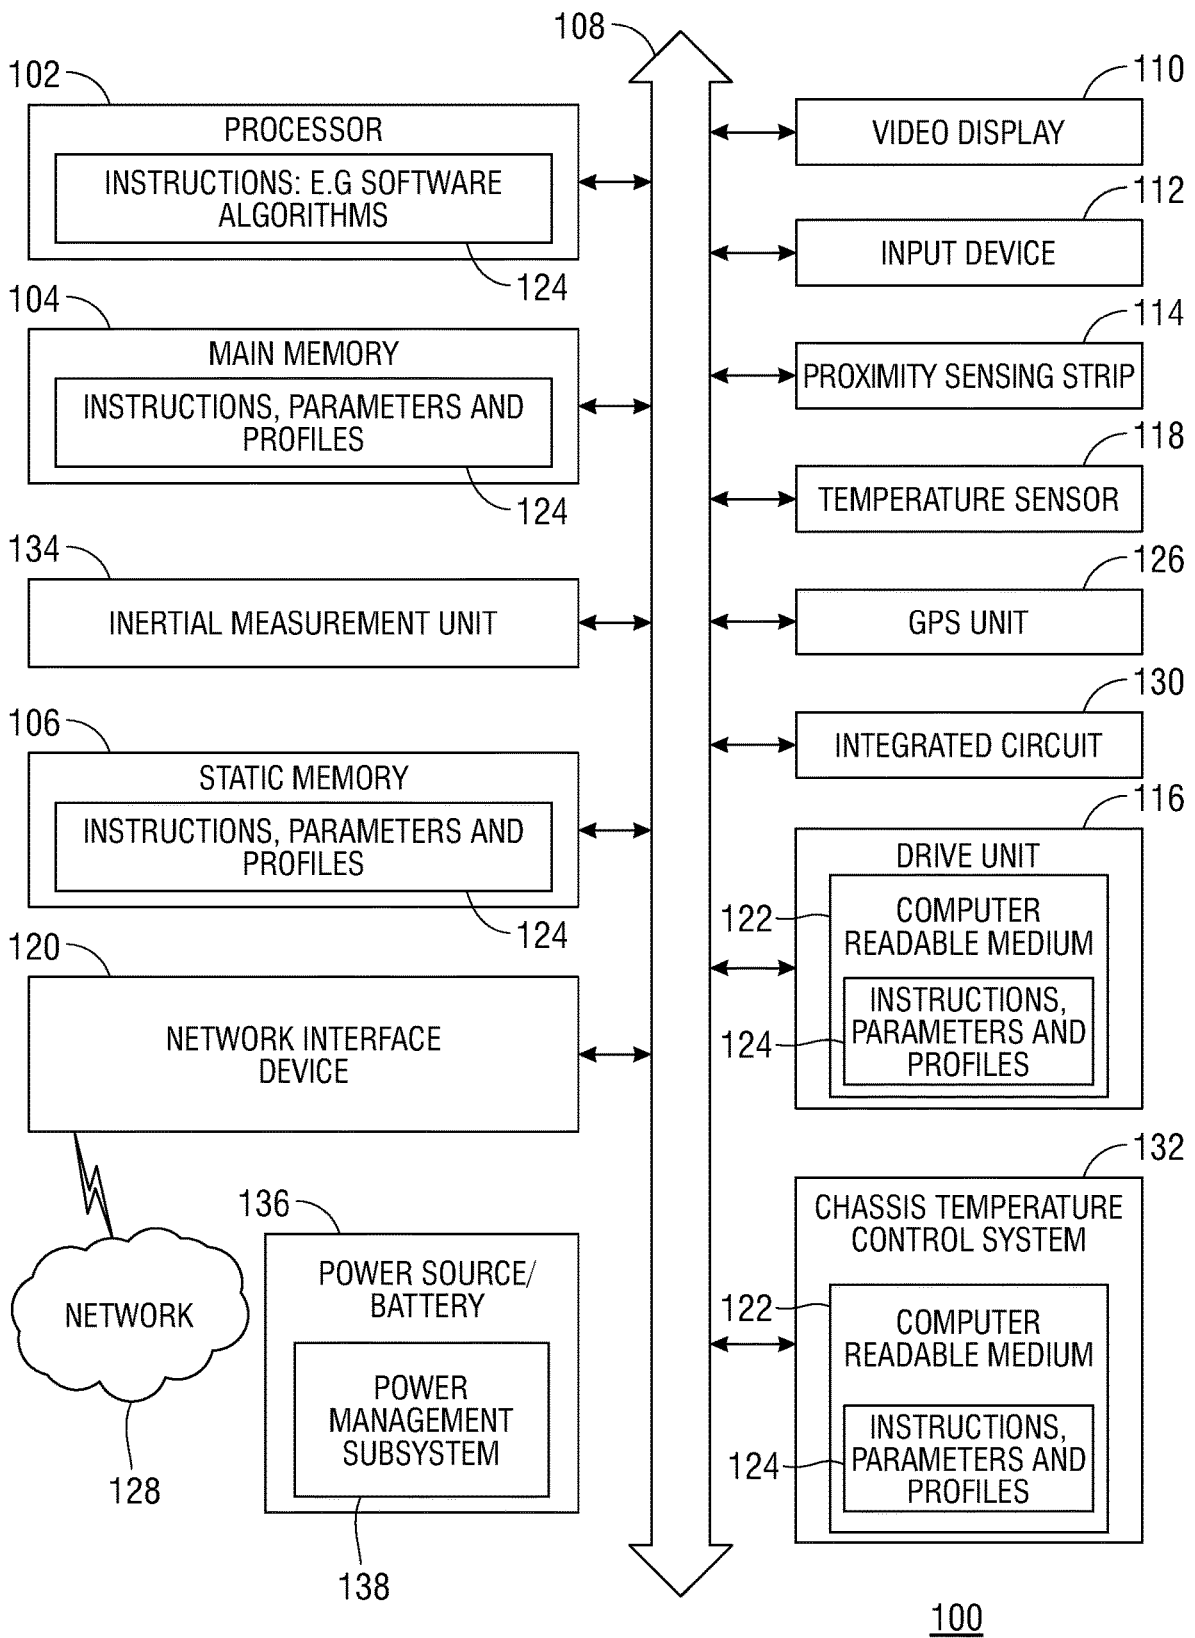 108
102
PROCESSOR
INSTRUCTIONS: E.G SOFTWARE
ALGORITHMS
124
104
MAIN MEMORY
INSTRUCTIONS, PARAMETERS AND
PROFILES
124
134
INERTIAL MEASUREMENT UNIT
106
STATIC MEMORY
INSTRUCTIONS, PARAMETERS AND
PROFILES
124
120
NETWORK INTERFACE
DEVICE
NETWORK
128
136
POWER SOURCE/
BATTERY
POWER
MANAGEMENT
SUBSYSTEM
138
110
VIDEO DISPLAY
112
INPUT DEVICE
114
PROXIMITY SENSING STRIP
118
TEMPERATURE SENSOR
126
GPS UNIT
130
INTEGRATED CIRCUIT
116
DRIVE UNIT
122
COMPUTER
READABLE MEDIUM
124
INSTRUCTIONS,
PARAMETERS AND
PROFILES
132
CHASSIS TEMPERATURE
CONTROL SYSTEM
122
COMPUTER
READABLE MEDIUM
124
INSTRUCTIONS,
PARAMETERS AND
PROFILES
100